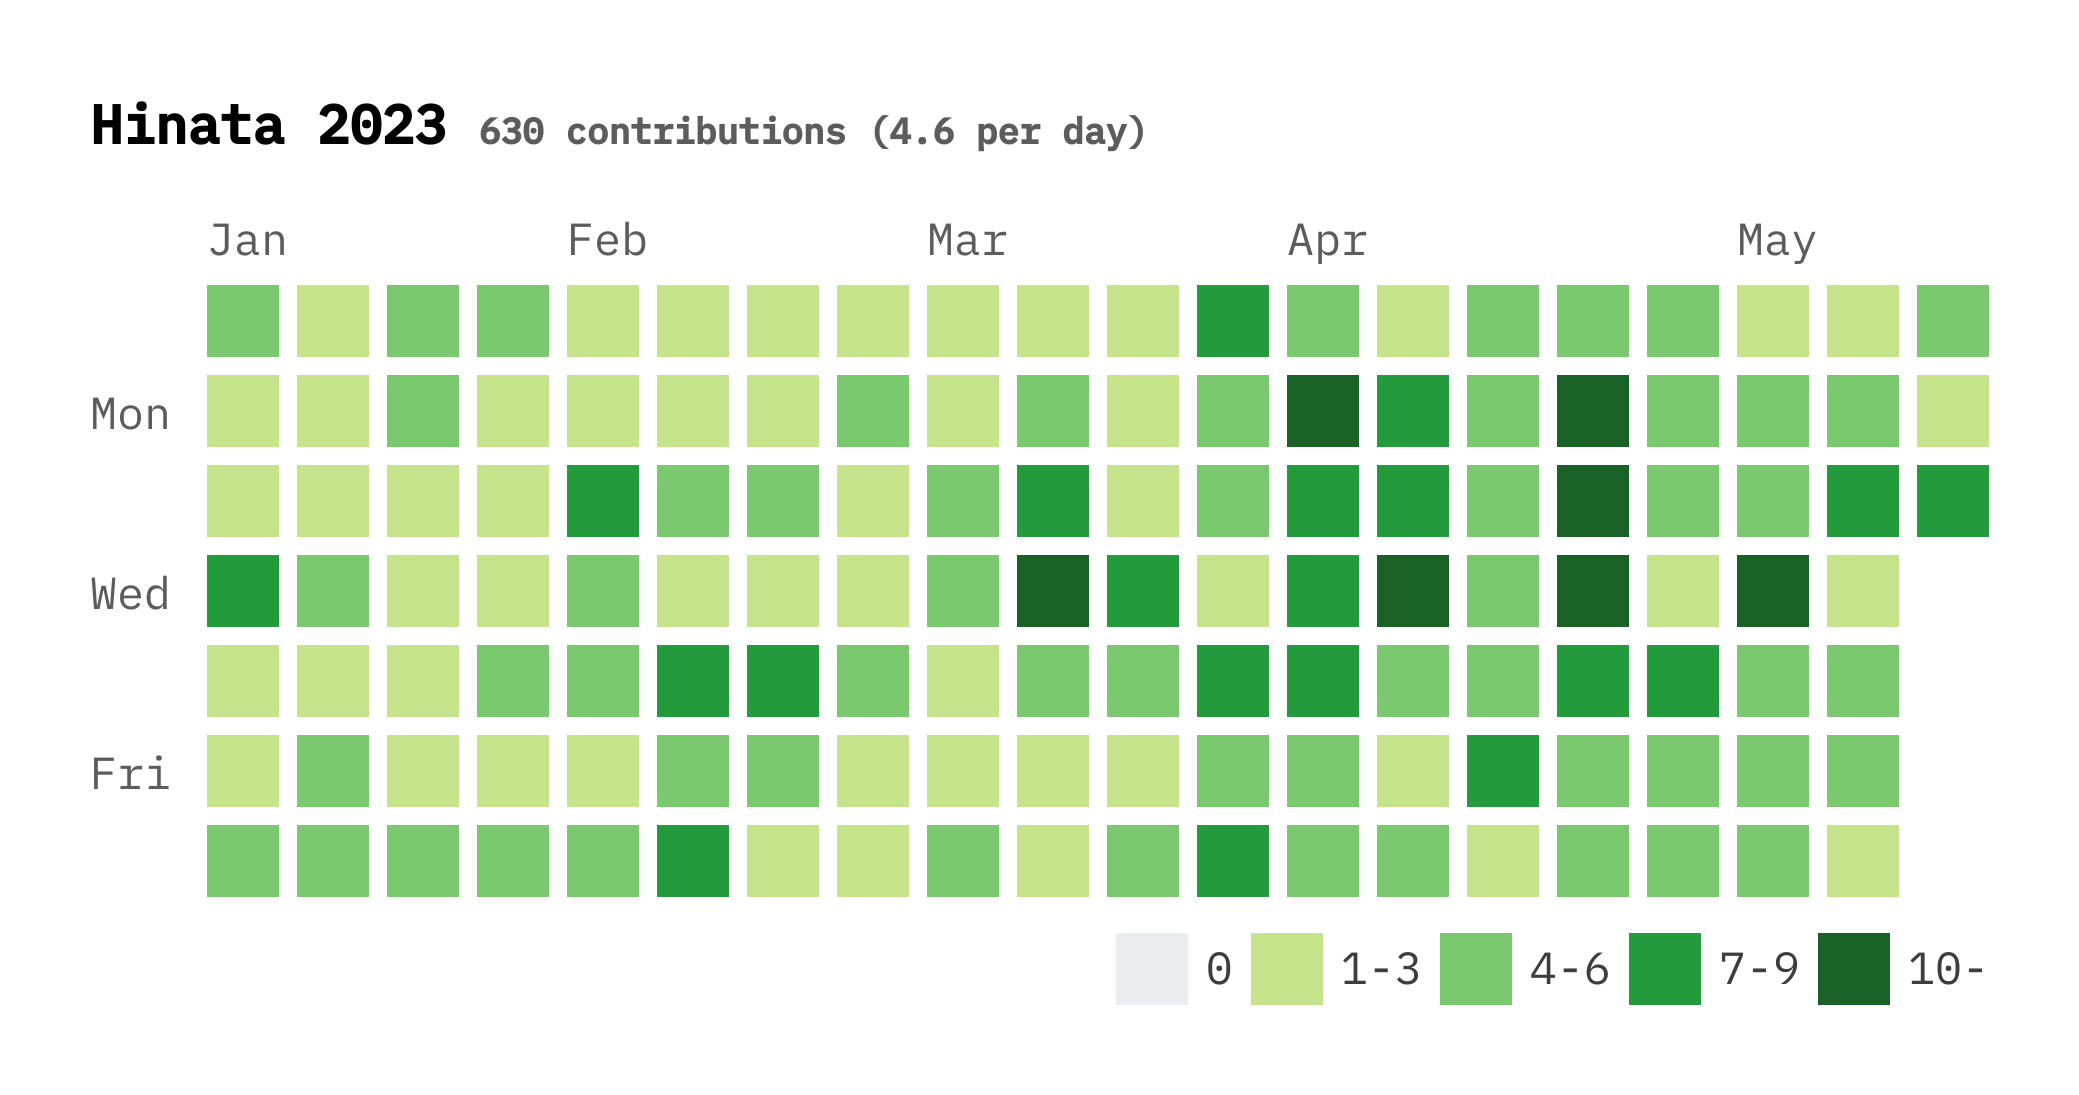 Hinata 2023 630 contributions (4.6 per day)
Jan Feb Mar Apr May
Mon
Wed
Fri
0 1-3 4-6 7-9 10-